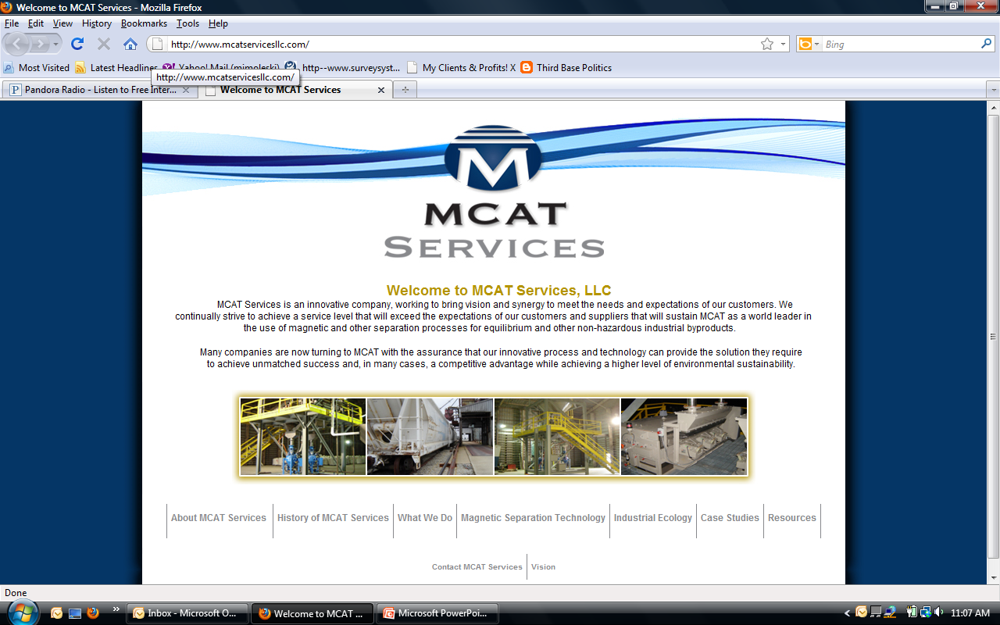 Welcome to MCAT Services - Mozilla Firefox
File Edit View History Bookmarks Tools Help
http://www.mcatservicesllc.com/
Bing
Most Visited Latest Headlines Yahoo! Mail (mimoleski) http--www.surveysyst... My Clients & Profits! X Third Base Politics
http://www.mcatservicesllc.com/
Pandora Radio - Listen to Free Inter... Welcome to MCAT Services
M
MCAT
SERVICES
Welcome to MCAT Services, LLC
MCAT Services is an innovative company, working to bring vision and synergy to meet the needs and expectations of our customers. We
continually strive to achieve a service level that will exceed the expectations of our customers and suppliers that will sustain MCAT as a world leader in
the use of magnetic and other separation processes for equilibrium and other non-hazardous industrial byproducts.
Many companies are now turning to MCAT with the assurance that our innovative process and technology can provide the solution they require
to achieve unmatched success and, in many cases, a competitive advantage while achieving a higher level of environmental sustainability.
About MCAT Services History of MCAT Services What We Do Magnetic Separation Technology Industrial Ecology Case Studies Resources
Contact MCAT Services Vision
Done
Inbox - Microsoft O... Welcome to MCAT ... Microsoft PowerPoi... 11:07 AM